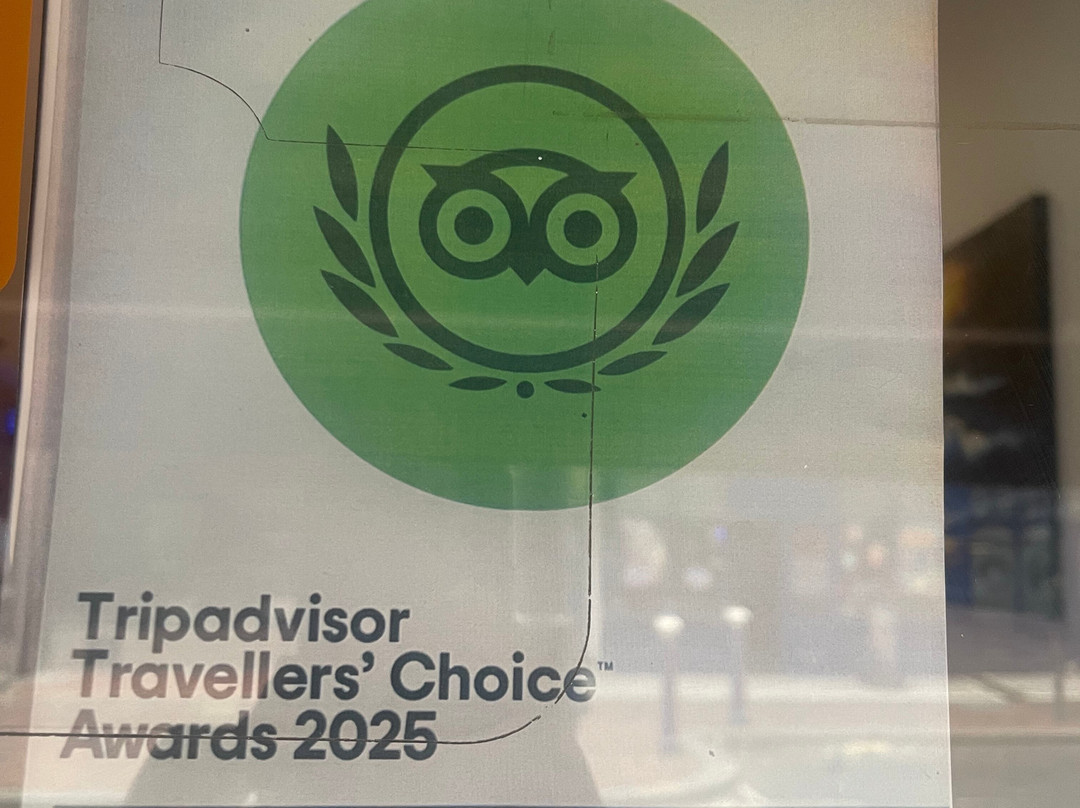 Tripadvisor
Travellers’ Choice™
Awards 2025